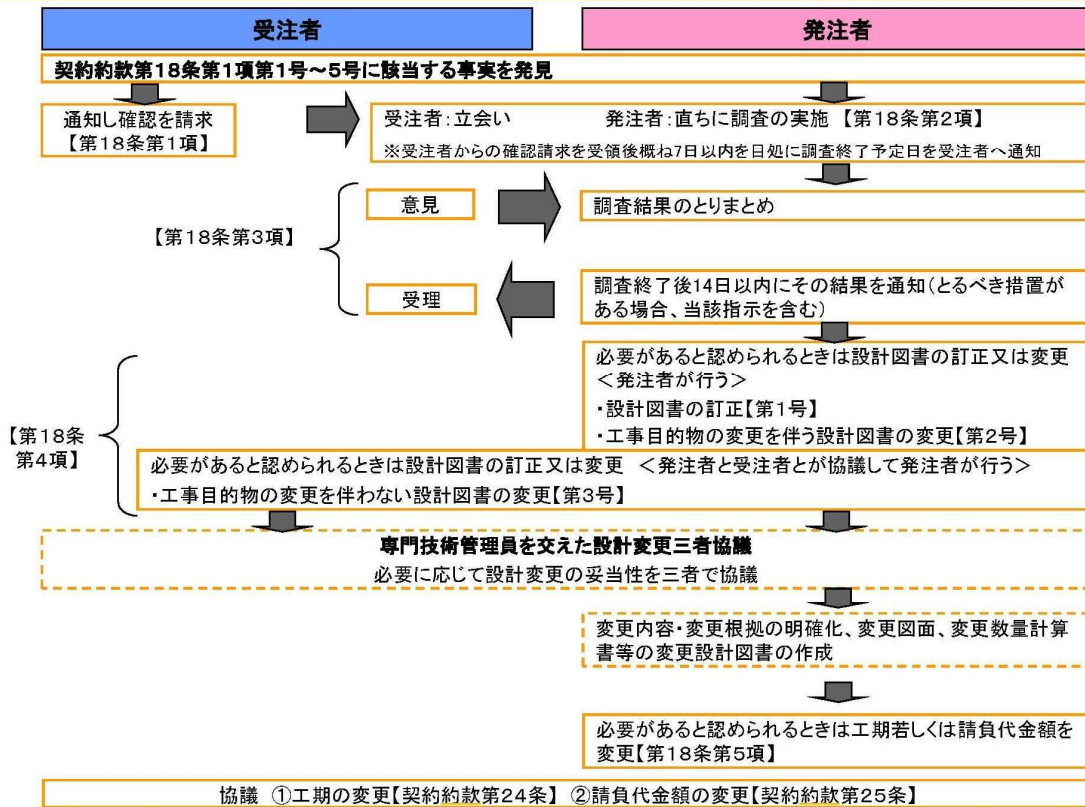 受注者
発注者
契約約款第18条第1項第1号～5号に該当する事実を発見
通知し確認を請求
【第18条第1項】
受注者：立会い　　発注者：直ちに調査の実施【第18条第2項】
※受注者からの確認請求を受領後概ね7日以内を目処に調査終了予定日を受注者へ通知
意見
調査結果のとりまとめ
【第18条第3項】
受理
調査終了後14日以内にその結果を通知（とるべき措置が
ある場合、当該指示を含む）
必要があると認められるときは設計図書の訂正又は変更
＜発注者が行う＞
・設計図書の訂正【第1号】
・工事目的物の変更を伴う設計図書の変更【第2号】
【第18条
第4項】
必要があると認められるときは設計図書の訂正又は変更　＜発注者と受注者とが協議して発注者が行う＞
・工事目的物の変更を伴わない設計図書の変更【第3号】
専門技術管理員を交えた設計変更三者協議
必要に応じて設計変更の妥当性を三者で協議
変更内容・変更根拠の明確化、変更図面、変更数量計算
書等の変更設計図書の作成
必要があると認められるときは工期若しくは請負代金額を
変更【第18条第5項】
協議　①工期の変更【契約約款第24条】　②請負代金額の変更【契約約款第25条】